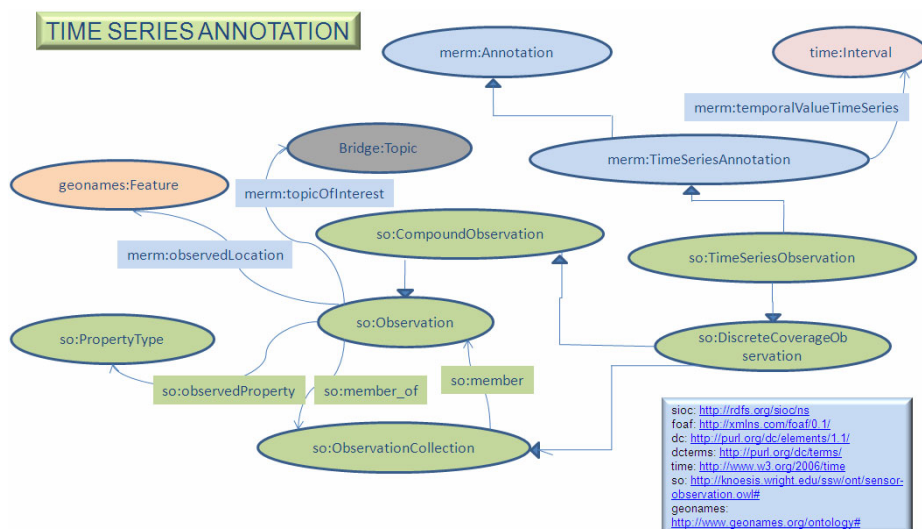 TIME SERIES ANNOTATION
merm:Annotation
time:Interval
merm:temporalValueTimeSeries
Bridge:Topic
merm:TimeSeriesAnnotation
geonames:Feature
merm:topicOfInterest
so:CompoundObservation
merm:observedLocation
so:TimeSeriesObservation
so:Observation
so:PropertyType
so:DiscreteCoverageOb
servation
so:observedProperty
so:member_of
so:member
so:ObservationCollection
sioc: http://rdfs.org/sioc/ns
foaf: http://xmlns.com/foaf/0.1/
dc: http://purl.org/dc/elements/1.1/
dcterms: http://purl.org/dc/terms/
time: http://www.w3.org/2006/time
so: http://knoesis.wright.edu/ssw/ont/sensor-
observation.owl#
geonames:
http://www.geonames.org/ontology#